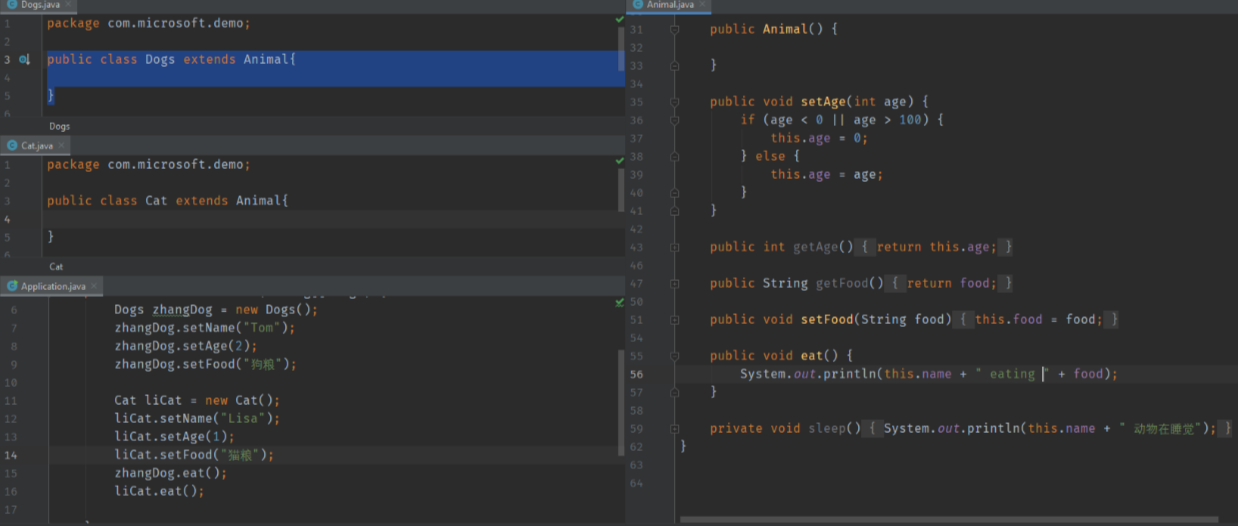 Dogs.java
1 package com.microsoft.demo;
2
3 public class Dogs extends Animal{
4
5 }
6
Dogs
Cat.java
1 package com.microsoft.demo;
2
3 public class Cat extends Animal{
4
5 }
6
Cat
Application.java
6 Dogs zhangDog = new Dogs();
7 zhangDog.setName("Tom");
8 zhangDog.setAge(2);
9 zhangDog.setFood("狗粮");
10
11 Cat liCat = new Cat();
12 liCat.setName("Lisa");
13 liCat.setAge(1);
14 liCat.setFood("猫粮");
15 zhangDog.eat();
16 liCat.eat();
17
Animal.java
31 public Animal() {
32
33 }
34
35 public void setAge(int age) {
36 if (age < 0 || age > 100) {
37 this.age = 0;
38 } else {
39 this.age = age;
40 }
41 }
42
43 public int getAge() { return this.age; }
46
47 public String getFood() { return food; }
50
51 public void setFood(String food) { this.food = food; }
54
55 public void eat() {
56 System.out.println(this.name + " eating " + food);
57 }
58
59 private void sleep() { System.out.println(this.name + " 动物在睡觉"); }
62 }
63
64